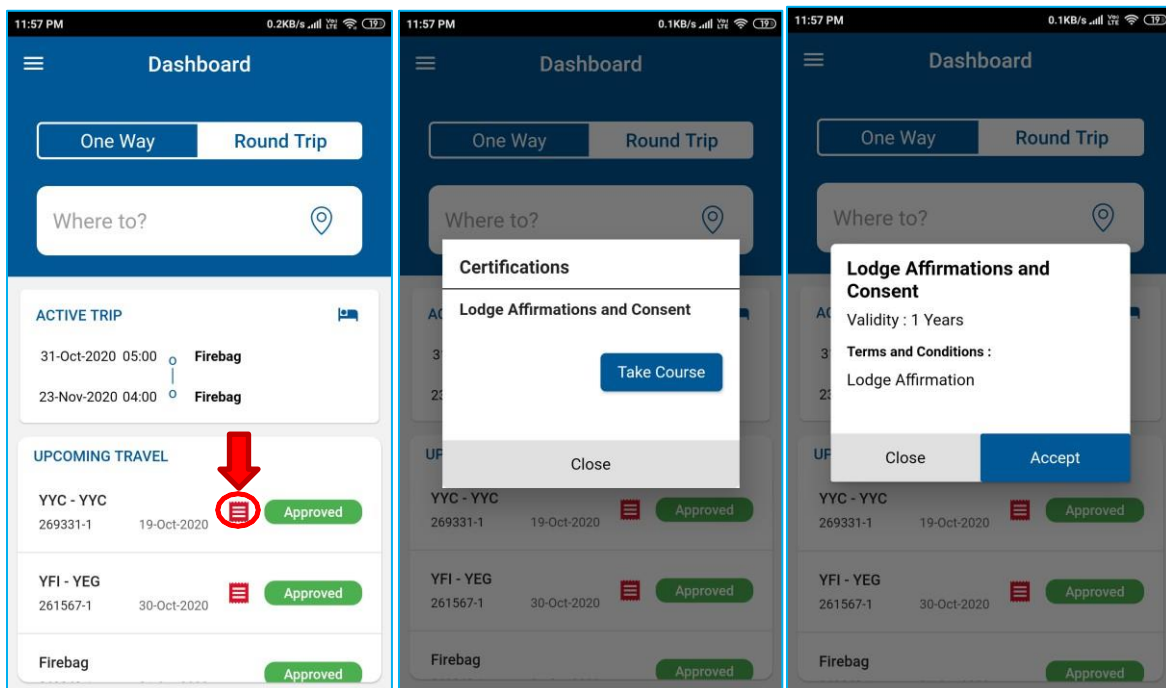 11:57 PM 0.2KB/s VoLTE 19
Dashboard
One Way Round Trip
Where to?
ACTIVE TRIP
31-Oct-2020 05:00 Firebag
23-Nov-2020 04:00 Firebag
UPCOMING TRAVEL
YYC - YYC
269331-1 19-Oct-2020 Approved
YFI - YEG
261567-1 30-Oct-2020 Approved
Firebag
Approved
11:57 PM 0.1KB/s VoLTE 19
Dashboard
One Way Round Trip
Where to?
Certifications
Lodge Affirmations and Consent
Take Course
Close
YYC - YYC
269331-1 19-Oct-2020 Approved
YFI - YEG
261567-1 30-Oct-2020 Approved
Firebag
Approved
11:57 PM 0.1KB/s VoLTE 19
Dashboard
One Way Round Trip
Where to?
Lodge Affirmations and
Consent
Validity : 1 Years
Terms and Conditions :
Lodge Affirmation
Close Accept
YYC - YYC
269331-1 19-Oct-2020 Approved
YFI - YEG
261567-1 30-Oct-2020 Approved
Firebag
Approved